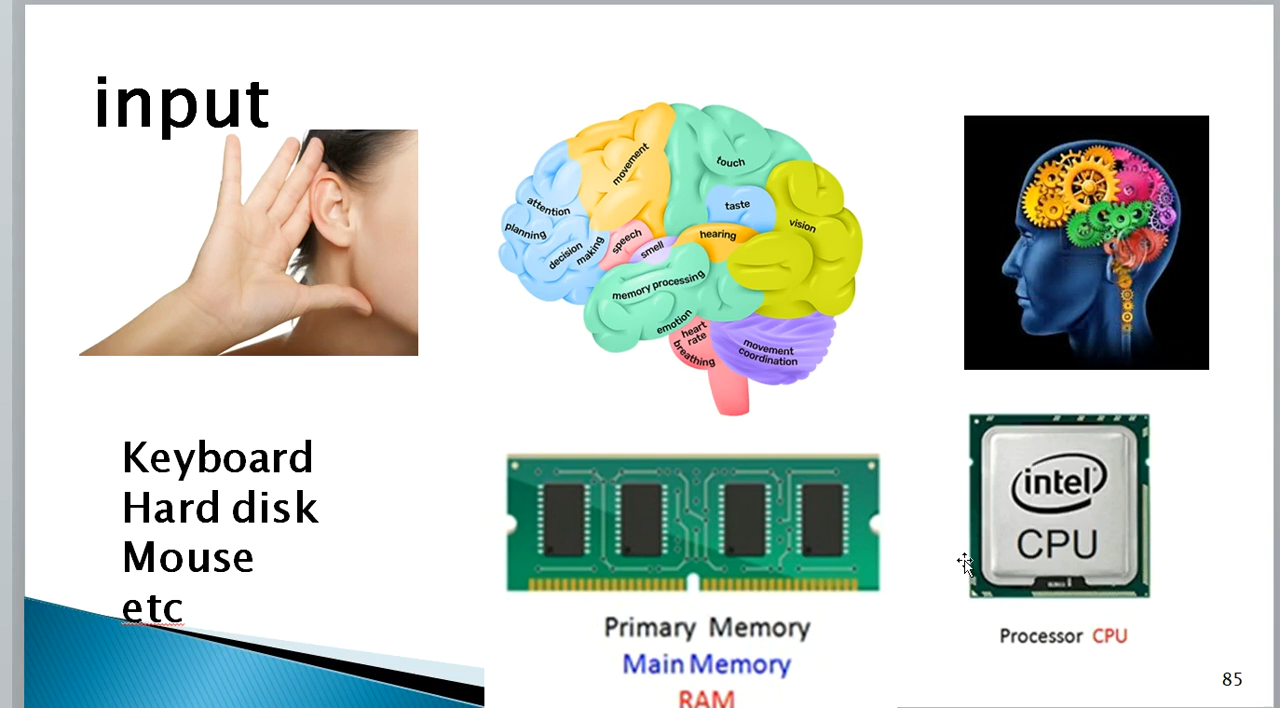 input
movement
touch
attention
taste
planning
vision
speech
hearing
decision
making
smell
memory processing
emotion
heart
rate
breathing
movement
coordination
Keyboard
Hard disk
Mouse
etc
intel
CPU
Primary Memory
Main Memory
RAM
Processor CPU
85